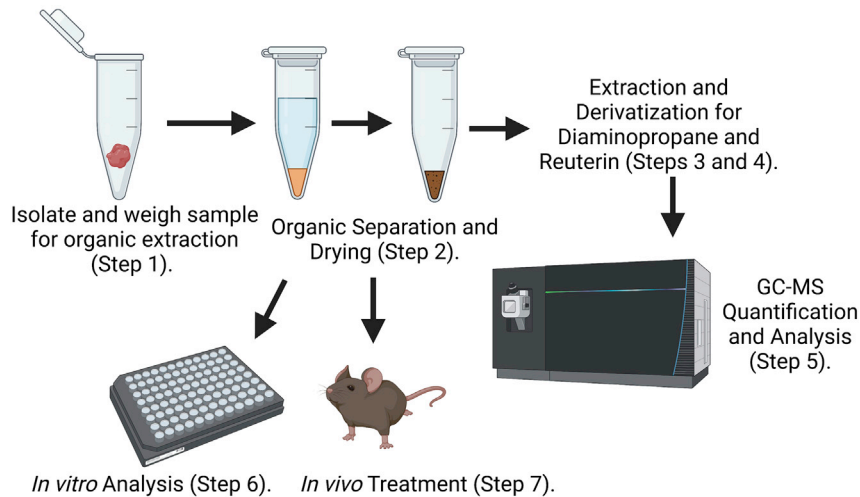 Isolate and weigh sample
for organic extraction
(Step 1).
Organic Separation and
Drying (Step 2).
Extraction and
Derivatization for
Diaminopropane and
Reuterin (Steps 3 and 4).
GC-MS
Quantification
and Analysis
(Step 5).
In vitro Analysis (Step 6).
In vivo Treatment (Step 7).